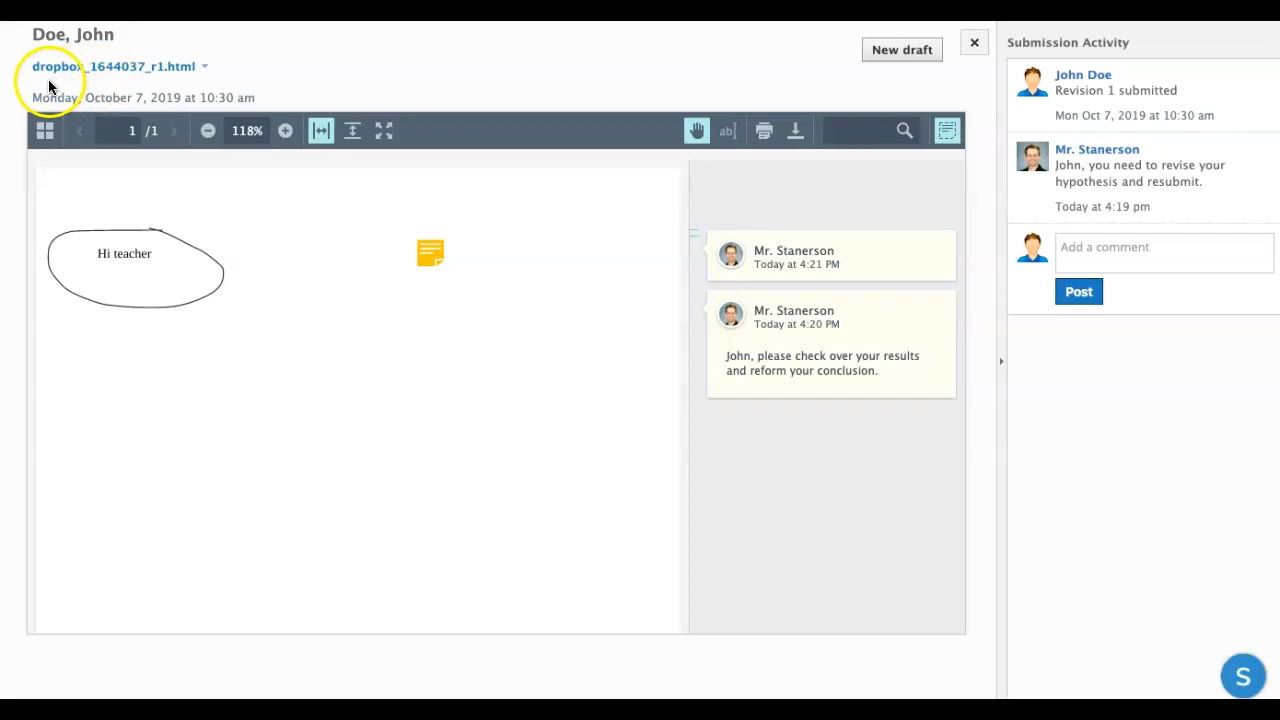 Doe, John
dropbox_1644037_r1.html
Monday, October 7, 2019 at 10:30 am
New draft
1 /1
118%
ab
Hi teacher
Mr. Stanerson
Today at 4:21 PM
Mr. Stanerson
Today at 4:20 PM
John, please check over your results
and reform your conclusion.
Submission Activity
John Doe
Revision 1 submitted
Mon Oct 7, 2019 at 10:30 am
Mr. Stanerson
John, you need to revise your
hypothesis and resubmit.
Today at 4:19 pm
Add a comment
Post
S